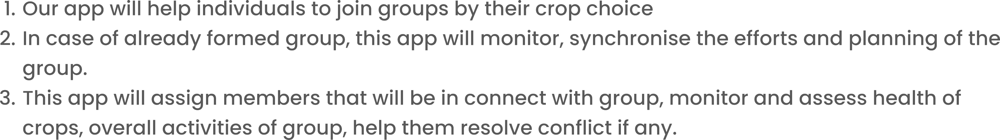 1. Our app will help individuals to join groups by their crop choice
2. In case of already formed group, this app will monitor, synchronise the efforts and planning of the
group.
3. This app will assign members that will be in connect with group, monitor and assess health of
crops, overall activities of group, help them resolve conflict if any.